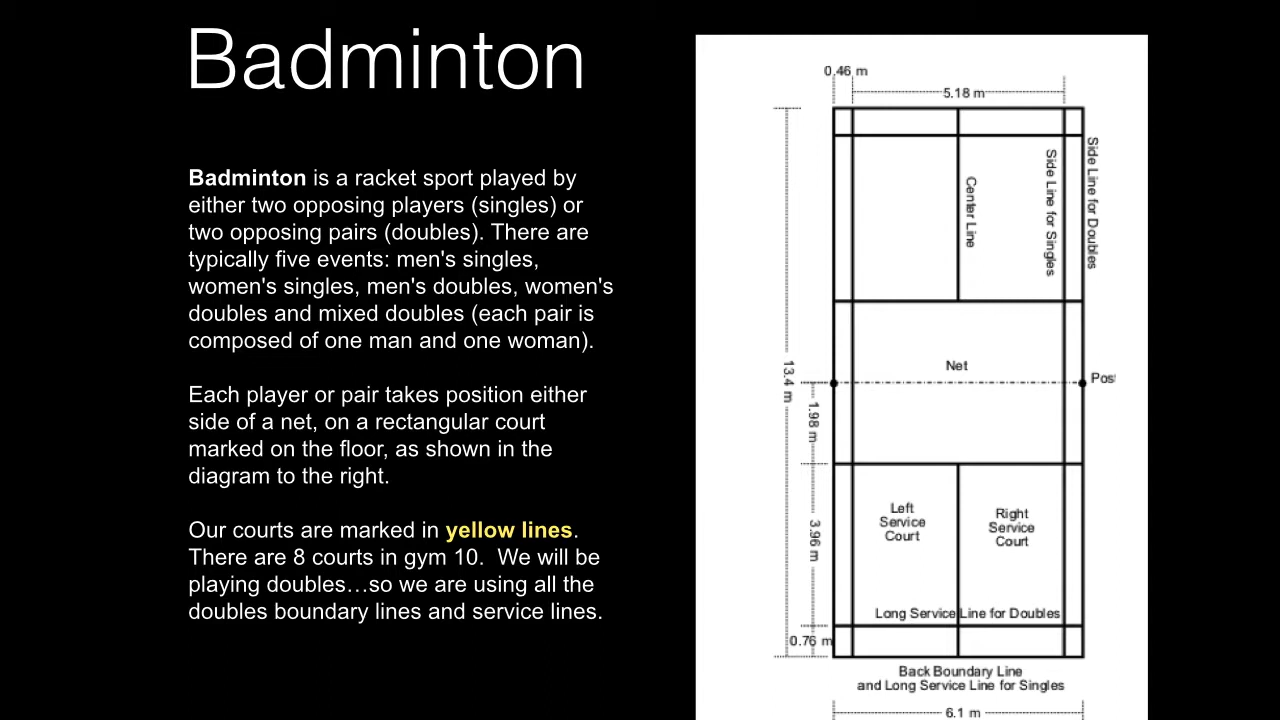 Badminton
Badminton is a racket sport played by
either two opposing players (singles) or
two opposing pairs (doubles). There are
typically five events: men's singles,
women's singles, men's doubles, women's
doubles and mixed doubles (each pair is
composed of one man and one woman).
Each player or pair takes position either
side of a net, on a rectangular court
marked on the floor, as shown in the
diagram to the right.
Our courts are marked in yellow lines.
There are 8 courts in gym 10. We will be
playing doubles...so we are using all the
doubles boundary lines and service lines.
0.46 m
5.18 m
Side Line for Doubles
Side Line for Singles
Center Line
Net
Pos
13.4 m
1.98 m
Left
Service
Court
Right
Service
Court
3.96 m
Long Service Line for Doubles
0.76 m
Back Boundary Line
and Long Service Line for Singles
6.1 m